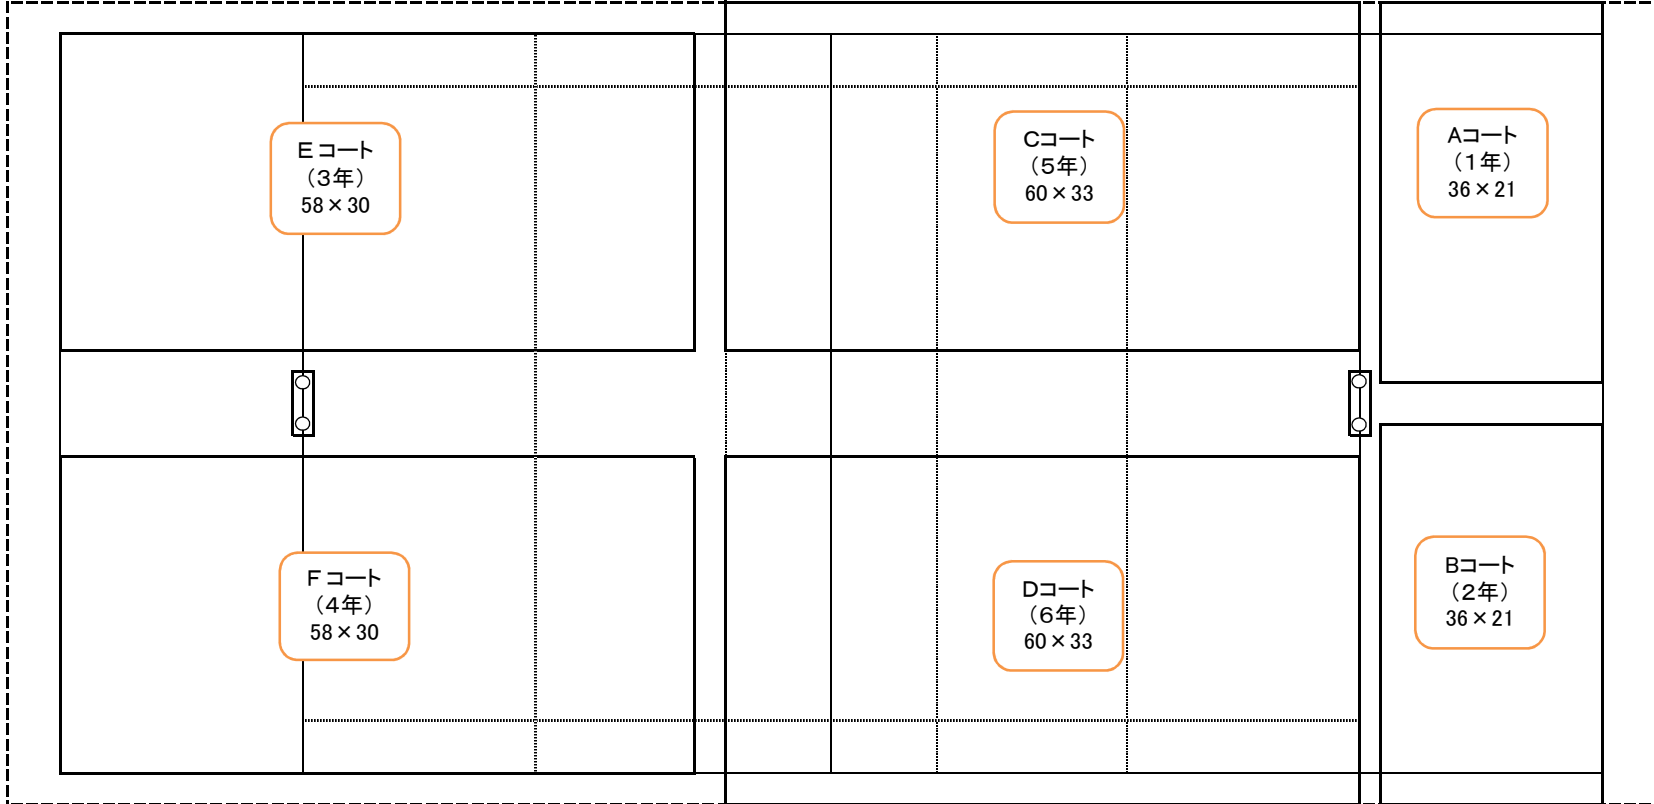 Ｅコート
（３年）
58×30
Cコート
（５年）
60×33
Aコート
（１年）
36×21
Ｆコート
（４年）
58×30
Dコート
（６年）
60×33
Bコート
（２年）
36×21